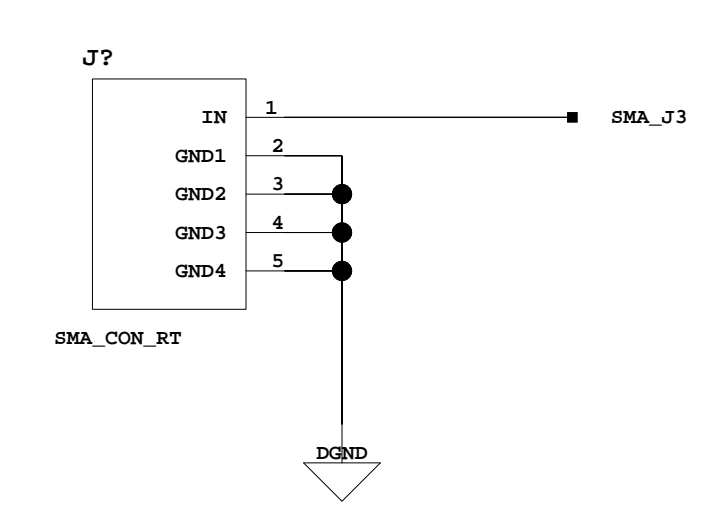 J?
IN 1 SMA_J3
GND1 2
GND2 3
GND3 4
GND4 5
SMA_CON_RT
DGND